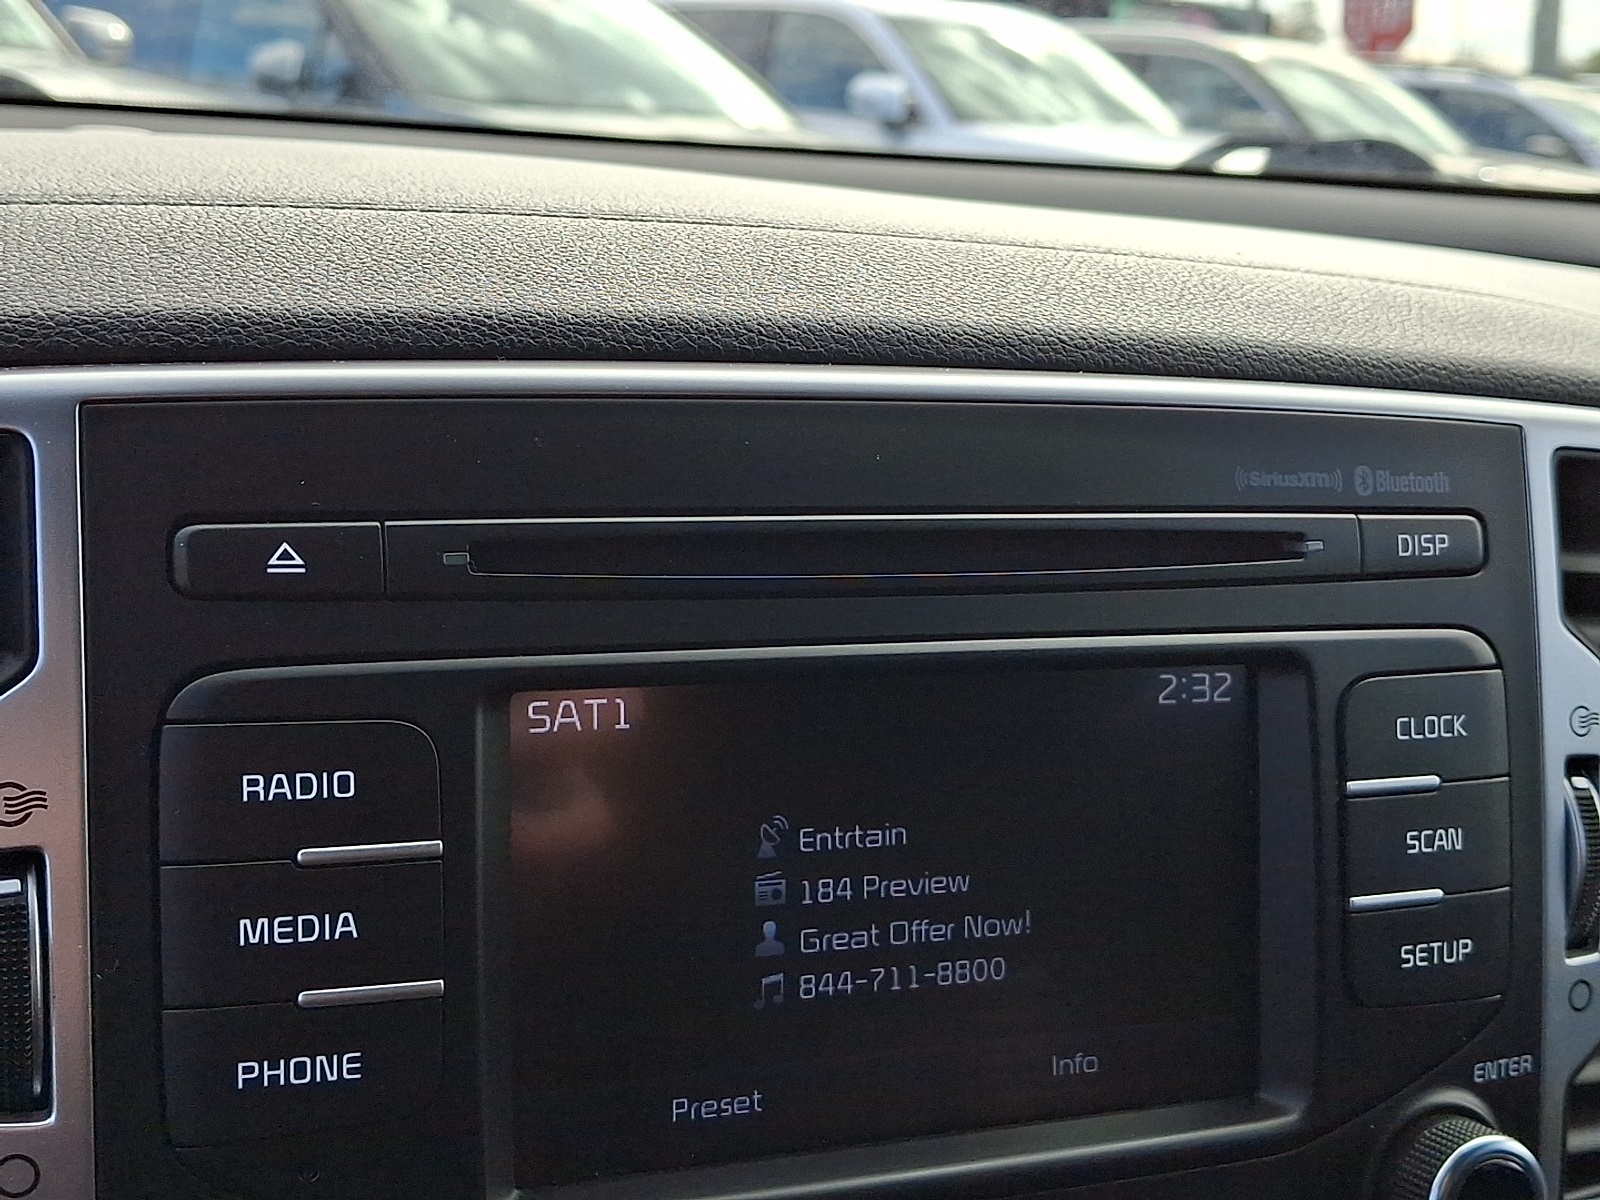 ((SiriusXM)) Bluetooth
DISP
SAT1
2:32
CLOCK
RADIO
Entrtain
SCAN
184 Preview
MEDIA
Great Offer Now!
SETUP
844-711-8800
PHONE
Info
ENTER
Preset